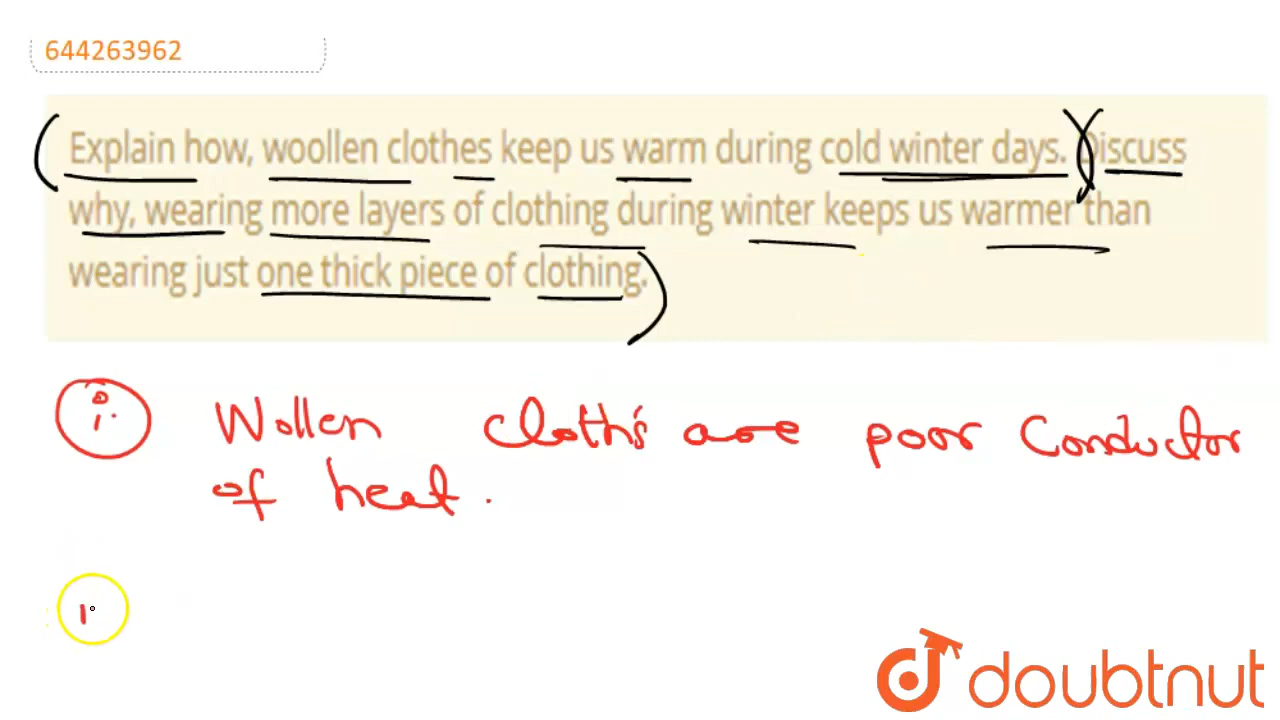 644263962
Explain how, woollen clothes keep us warm during cold winter days. Discuss
why, wearing more layers of clothing during winter keeps us warmer than
wearing just one thick piece of clothing.
i. Wollen cloth's are poor conductor
of heat.
doubtnut